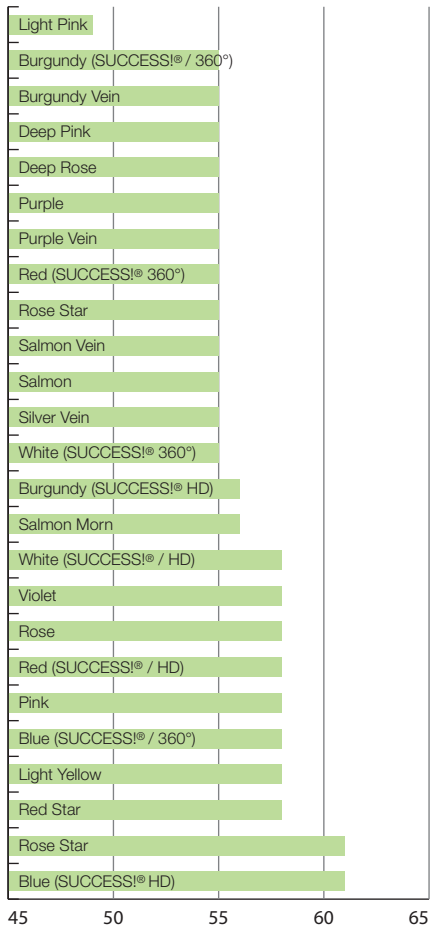 Light Pink
Burgundy (SUCCESS!® / 360°)
Burgundy Vein
Deep Pink
Deep Rose
Purple
Purple Vein
Red (SUCCESS!® 360°)
Rose Star
Salmon Vein
Salmon
Silver Vein
White (SUCCESS!® 360°)
Burgundy (SUCCESS!® HD)
Salmon Morn
White (SUCCESS!® / HD)
Violet
Rose
Red (SUCCESS!® / HD)
Pink
Blue (SUCCESS!® / 360°)
Light Yellow
Red Star
Rose Star
Blue (SUCCESS!® HD)
45 50 55 60 65